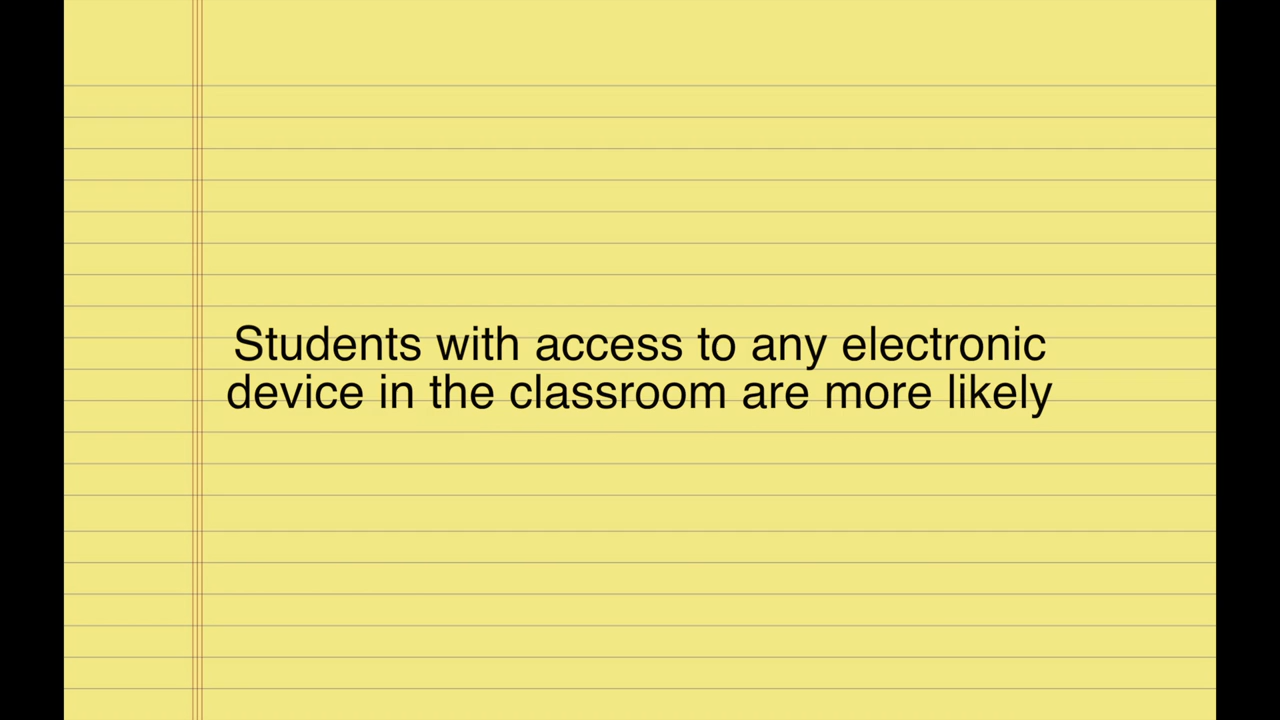 Students with access to any electronic
device in the classroom are more likely